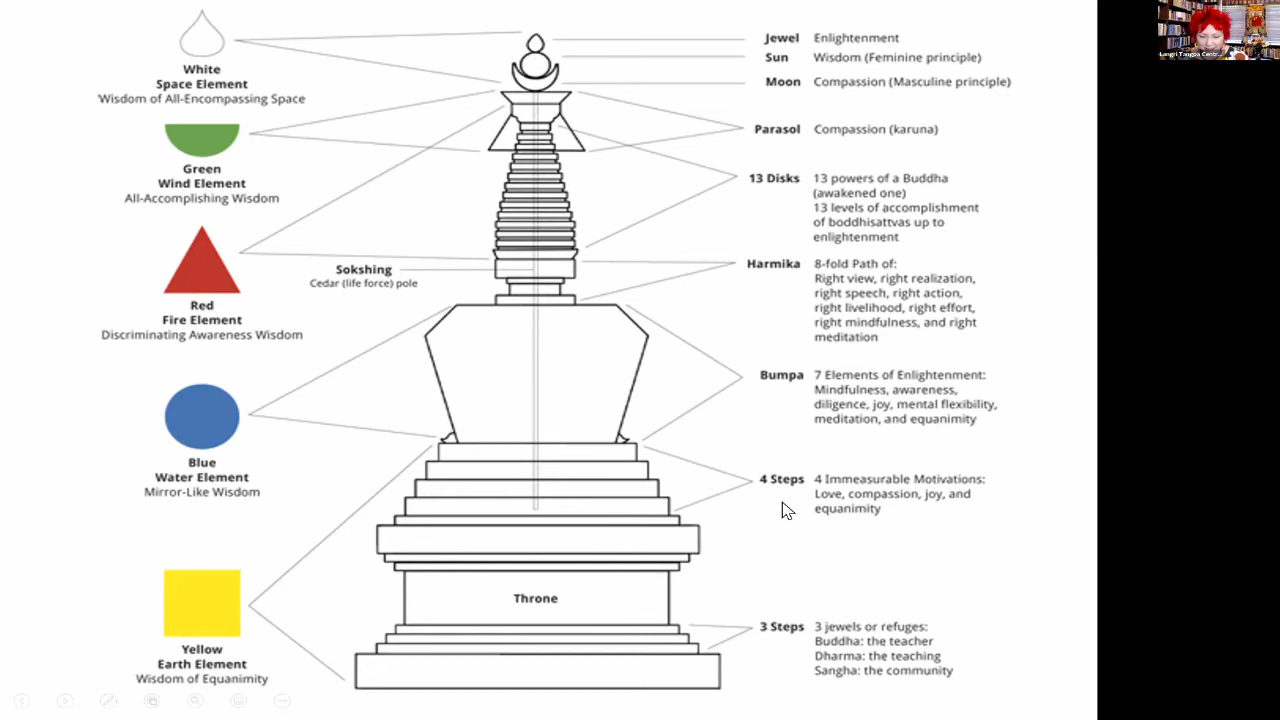 White
Space Element
'Wisdom of All-Encompassing Space
Green
Wind Element
All-Accomplishing Wisdom
Red
Fire Element
Discriminating Awareness Wisdom
Blue
Water Element
Mirror-Like Wisdom
Yellow
Earth Element
Wisdom of Equanimity
Sokshing
Cedar (life force) pole
Throne
Jewel Enlightenment
Sun Wisdom (Feminine principle)
Moon Compassion (Masculine principle)
Parasol Compassion (karuna)
13 Disks 13 powers of a Buddha
(awakened one)
13 levels of accomplishment
of boddhisattvas up to
enlightenment
Harmika 8-fold Path of:
Right view, right realization,
right speech, right action,
right livelihood, right effort,
right mindfulness, and right
meditation
Bumpa 7 Elements of Enlightenment:
Mindfulness, awareness,
diligence, joy, mental flexibility,
meditation, and equanimity
4 Steps 4 Immeasurable Motivations:
Love, compassion, joy, and
equanimity
3 Steps 3 jewels or refuges:
Buddha: the teacher
Dharma: the teaching
Sangha: the community
Langri Tangpa Centr...